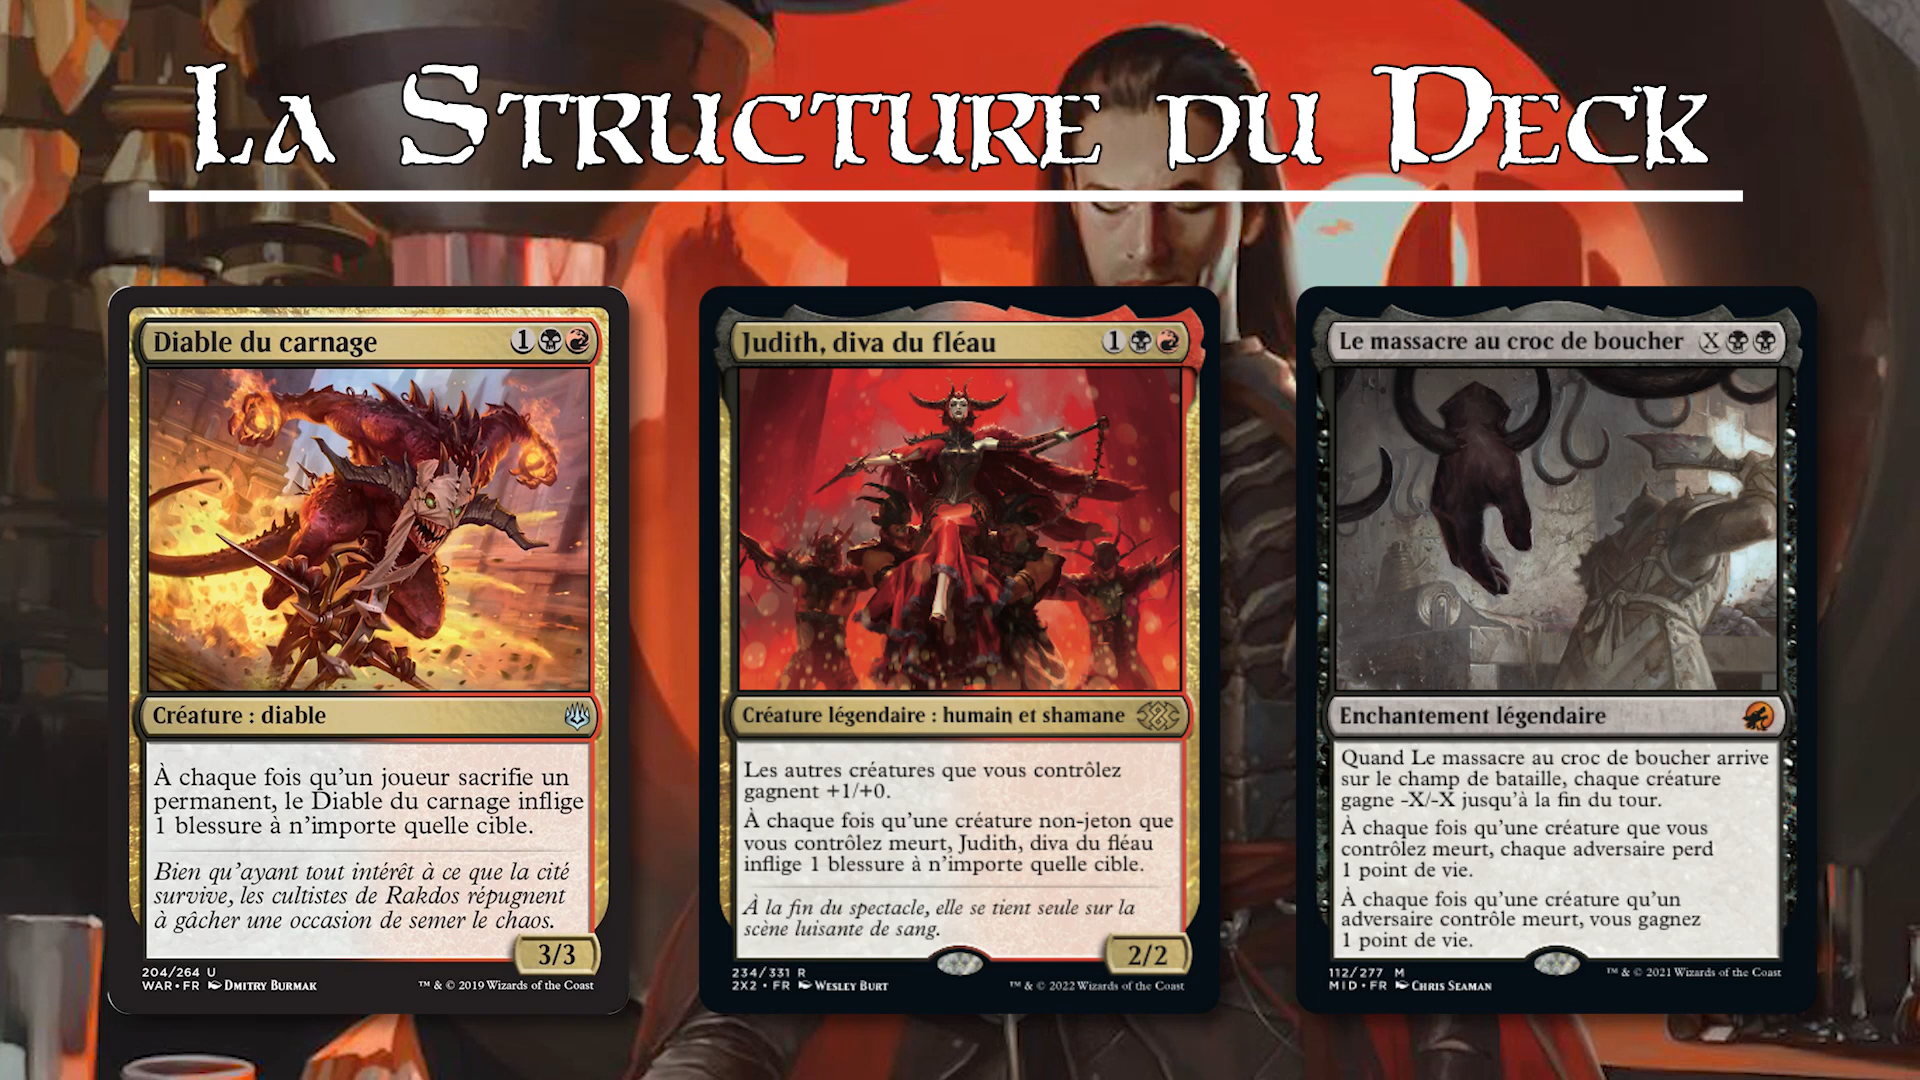 La Structure du Deck
Diable du carnage 1
Créature : diable
À chaque fois qu'un joueur sacrifie un
permanent, le Diable du carnage inflige
1 blessure à n'importe quelle cible.
Bien qu'ayant tout intérêt à ce que la cité
survive, les cultistes de Rakdos répugnent
à gâcher une occasion de semer le chaos.
3/3
204/264 U
WAR • FR Dmitry Burmak
™ & © 2019 Wizards of the Coast
Judith, diva du fléau 1
Créature légendaire : humain et shamane
Les autres créatures que vous contrôlez
gagnent +1/+0.
À chaque fois qu'une créature non-jeton que
vous contrôlez meurt, Judith, diva du fléau
inflige 1 blessure à n'importe quelle cible.
À la fin du spectacle, elle se tient seule sur la
scène luisante de sang.
2/2
234/331 R
2X2 • FR Wesley Burt
™ & © 2022 Wizards of the Coast
Le massacre au croc de boucher X
Enchantement légendaire
Quand Le massacre au croc de boucher arrive
sur le champ de bataille, chaque créature
gagne -X/-X jusqu'à la fin du tour.
À chaque fois qu'une créature que vous
contrôlez meurt, chaque adversaire perd
1 point de vie.
À chaque fois qu'une créature qu'un
adversaire contrôle meurt, vous gagnez
1 point de vie.
112/277 M
MID • FR Chris Seaman
™ & © 2021 Wizards of the Coast